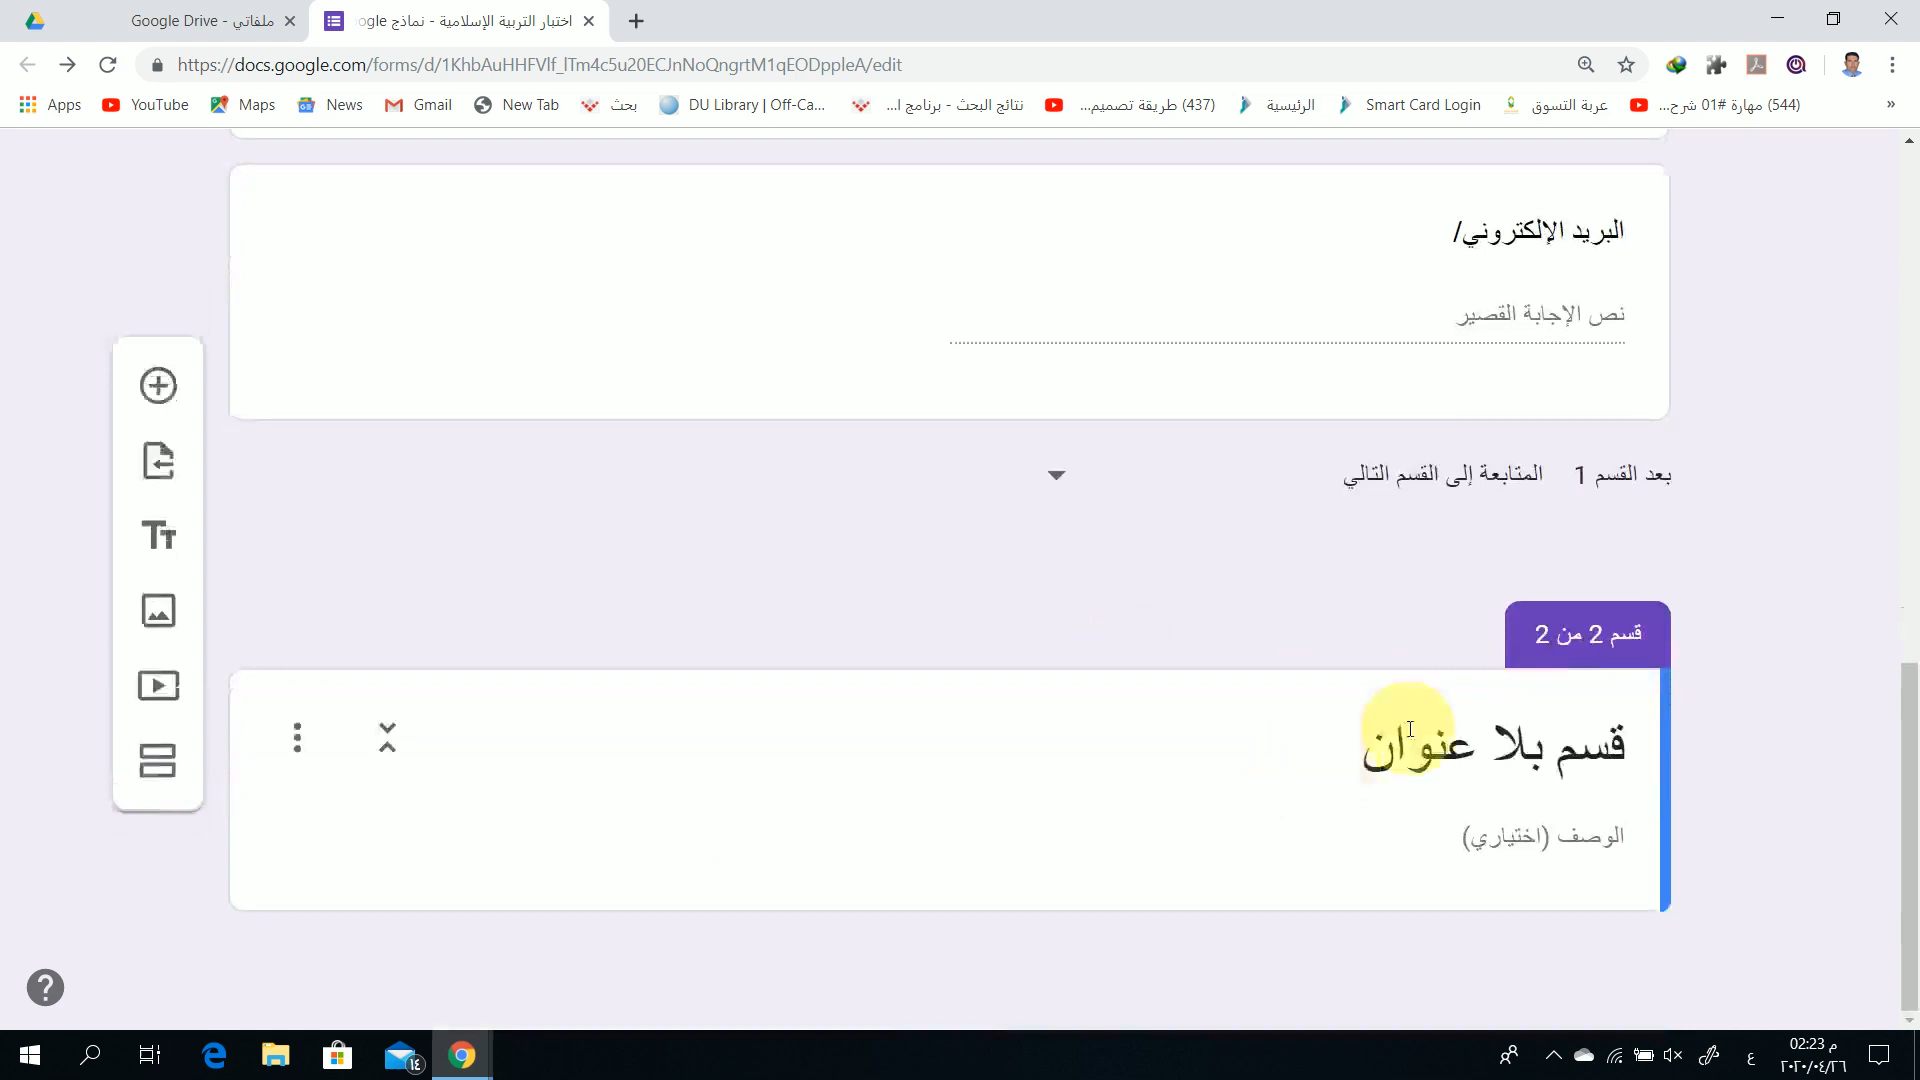 ملفاتي - Google Drive
اختبار التربية الإسلامية - نماذج ogle
https://docs.google.com/forms/d/1KhbAuHHFVlf_lTm4c5u20ECJnNoQngrtM1qEODppleA/edit
Apps
YouTube
Maps
News
Gmail
New Tab
بحث
DU Library | Off-Ca...
نتائج البحث - برنامج ا...
(437) طريقة تصميم...
الرئيسية
Smart Card Login
عربة التسوق
(544) مهارة #01 شرح...
»
البريد الإلكتروني/
نص الإجابة القصير
بعد القسم 1 المتابعة إلى القسم التالي
Tт
قسم 2 من 2
قسم بلا عنوان
الوصف (اختياري)
?
١٤
ع
02:23 م
٢٠٢٠/٠٤/٢٦